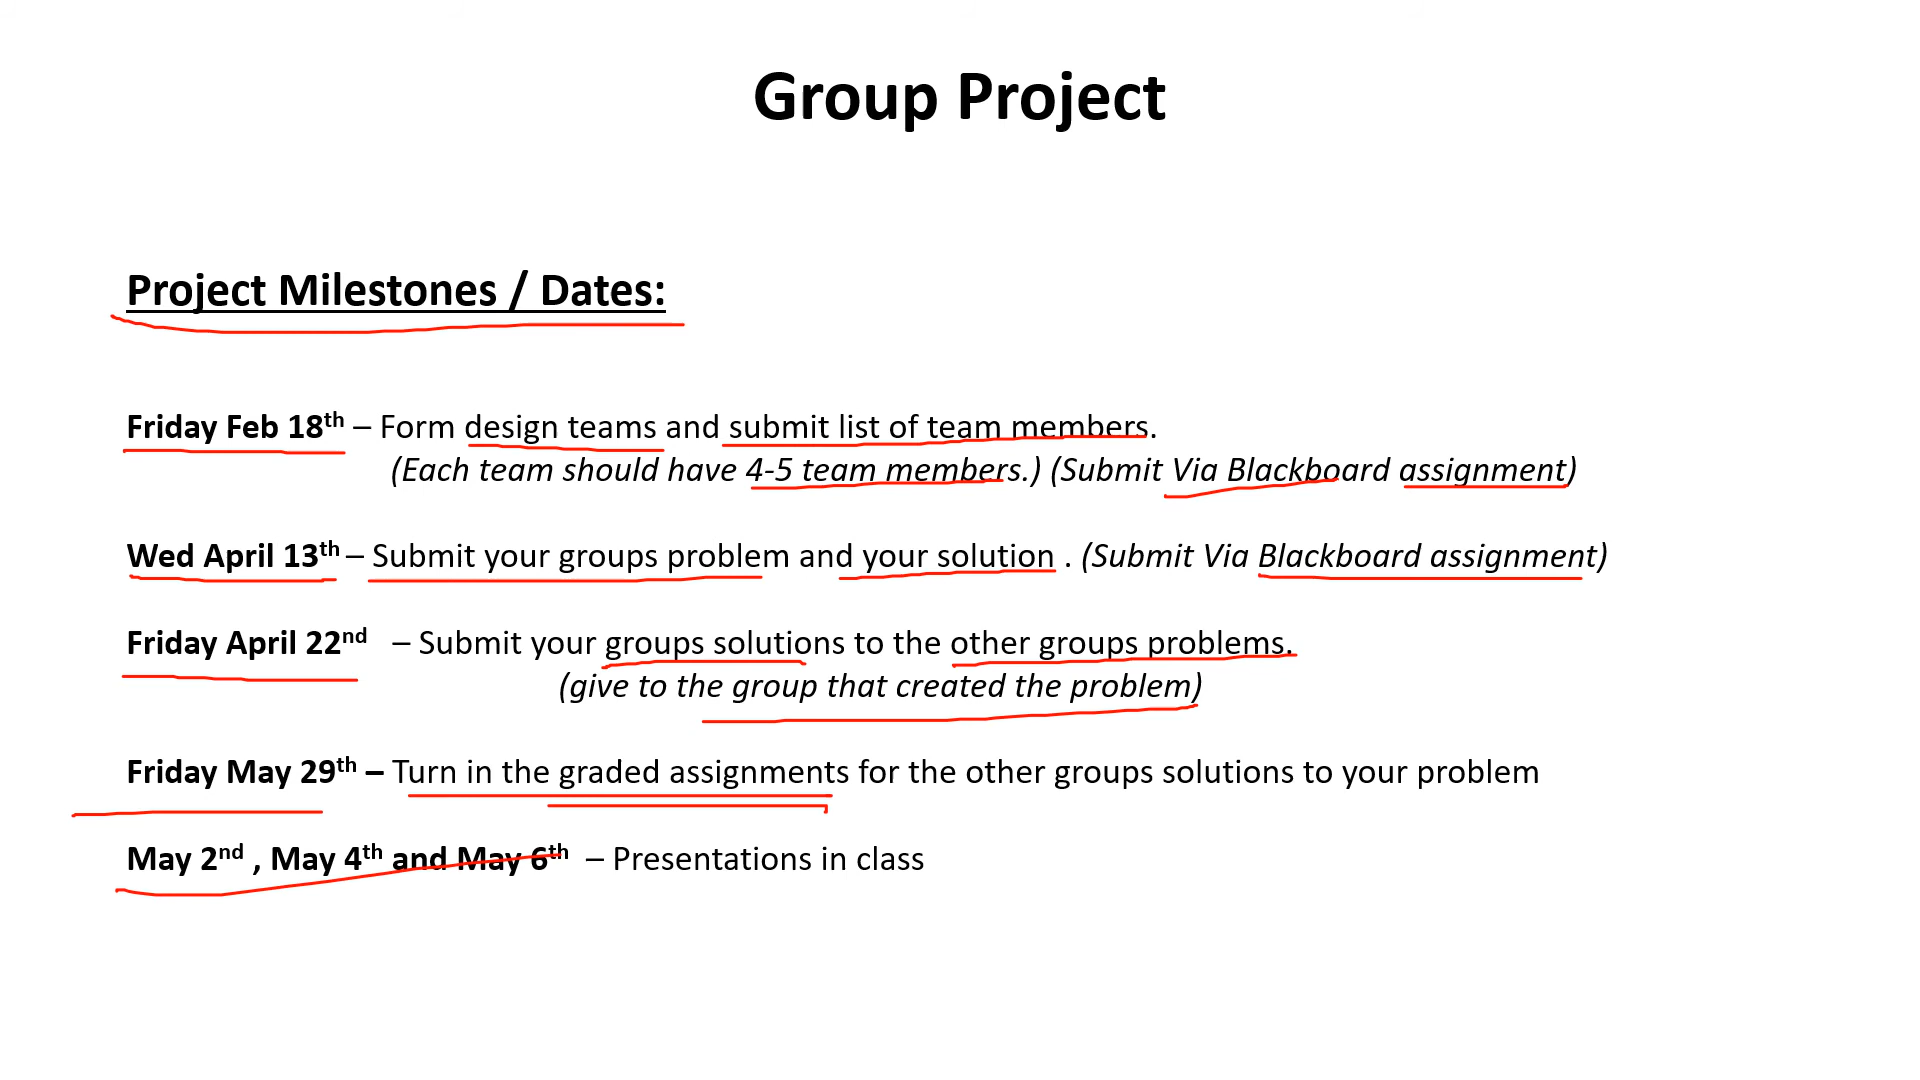 Group Project
Project Milestones / Dates:
Friday Feb 18th – Form design teams and submit list of team members.
(Each team should have 4-5 team members.) (Submit Via Blackboard assignment)
Wed April 13th – Submit your groups problem and your solution . (Submit Via Blackboard assignment)
Friday April 22nd – Submit your groups solutions to the other groups problems.
(give to the group that created the problem)
Friday May 29th – Turn in the graded assignments for the other groups solutions to your problem
May 2nd , May 4th and May 6th – Presentations in class